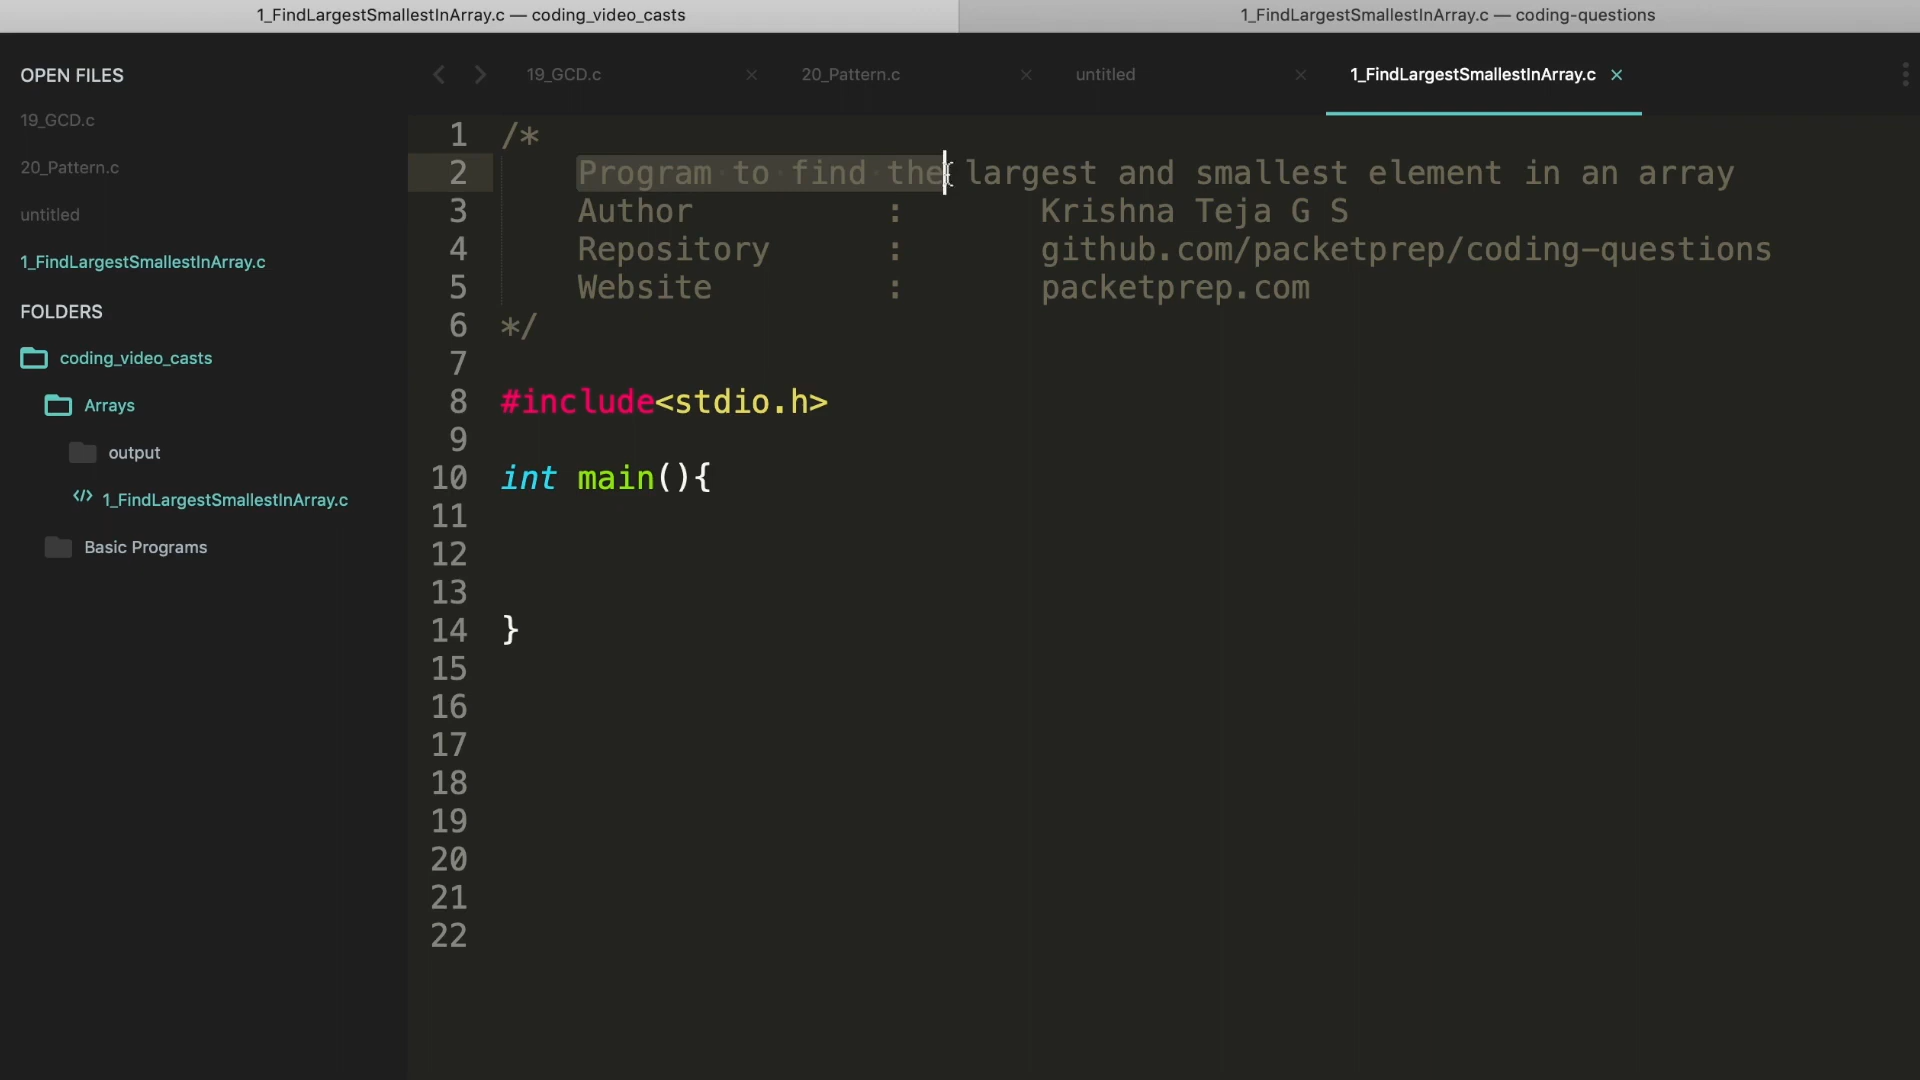 1_FindLargestSmallestInArray.c — coding_video_casts
1_FindLargestSmallestInArray.c — coding-questions
OPEN FILES
19_GCD.c
20_Pattern.c
untitled
1_FindLargestSmallestInArray.c
FOLDERS
coding_video_casts
Arrays
output
1_FindLargestSmallestInArray.c
Basic Programs
19_GCD.c
20_Pattern.c
untitled
1_FindLargestSmallestInArray.c
1 /*
2 Program to find the largest and smallest element in an array
3 Author : Krishna Teja G S
4 Repository : github.com/packetprep/coding-questions
5 Website : packetprep.com
6 */
7
8 #include<stdio.h>
9
10 int main(){
11
12
13
14 }
15
16
17
18
19
20
21
22